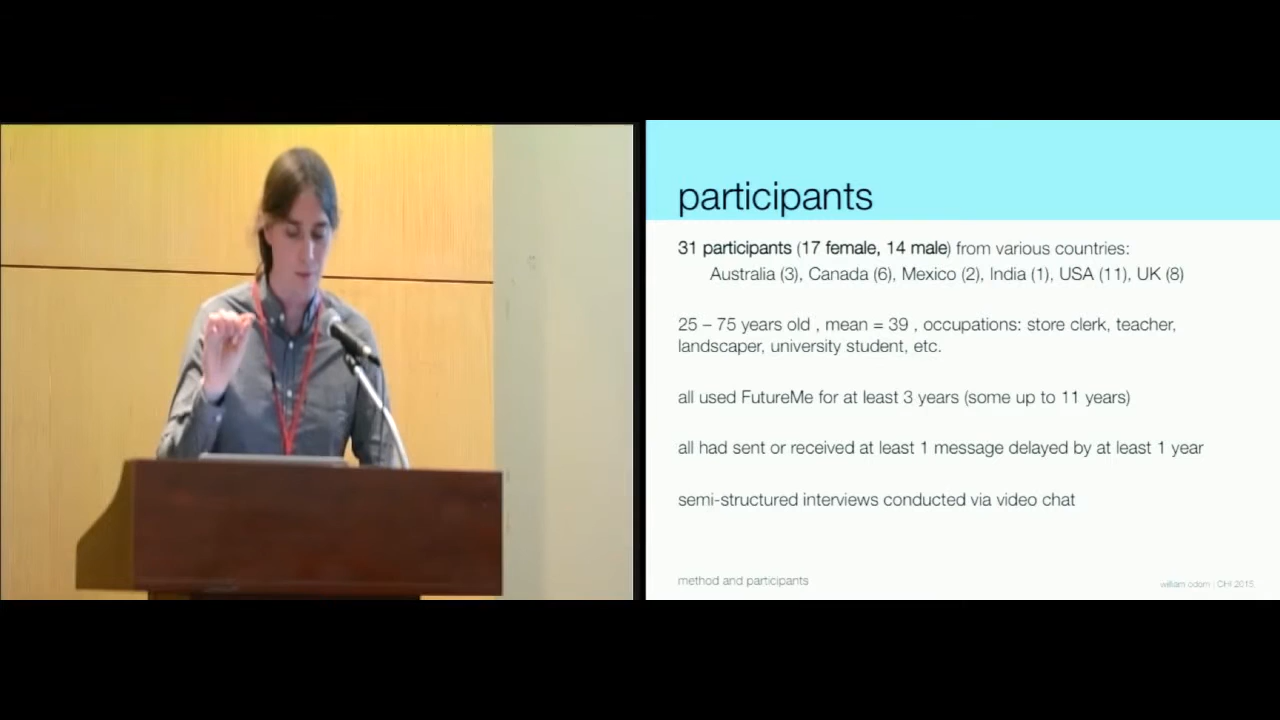 participants
31 participants (17 female, 14 male) from various countries:
Australia (3), Canada (6), Mexico (2), India (1), USA (11), UK (8)
25 – 75 years old , mean = 39 , occupations: store clerk, teacher,
landscaper, university student, etc.
all used FutureMe for at least 3 years (some up to 11 years)
all had sent or received at least 1 message delayed by at least 1 year
semi-structured interviews conducted via video chat
method and participants
william odom | CHI 2015